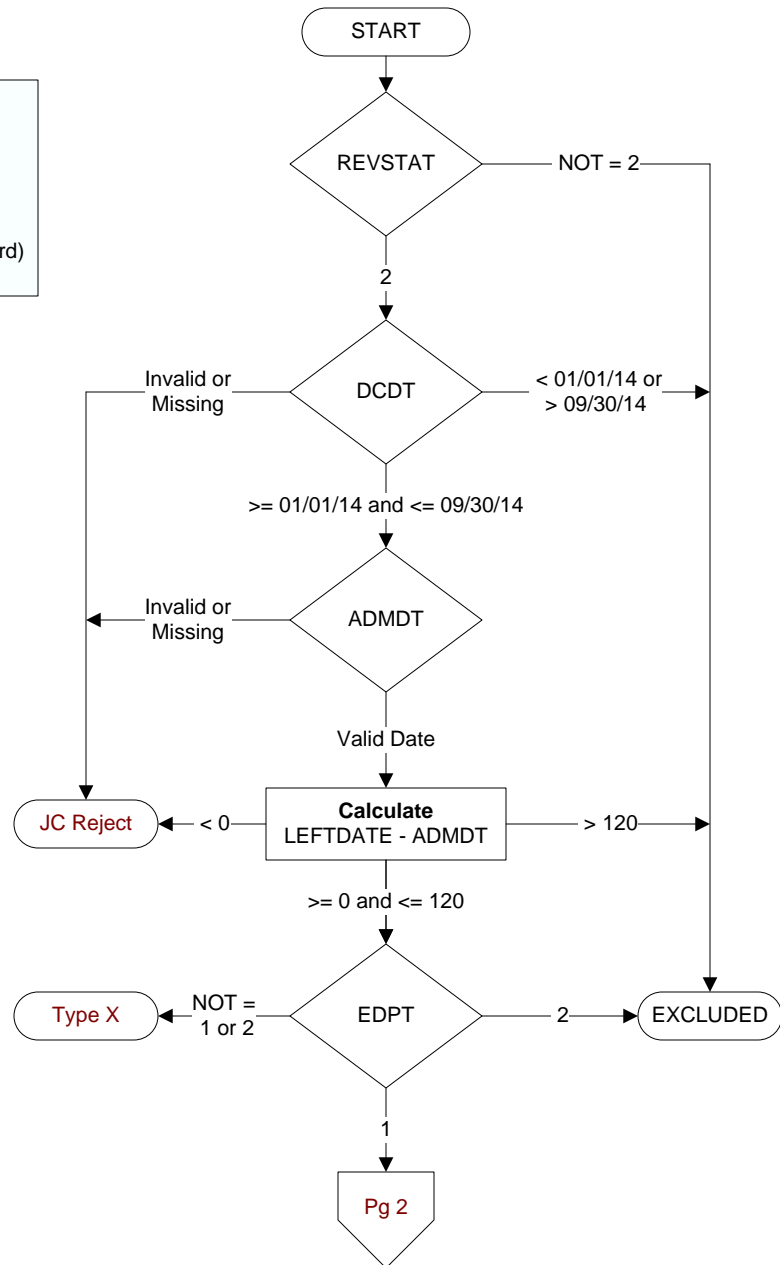 START
REVSTAT
NOT = 2
rd)
2
DCDT
Invalid or
Missing
< 01/01/14 or
> 09/30/14
>= 01/01/14 and <= 09/30/14
ADMDT
Invalid or
Missing
Valid Date
JC Reject
< 0
Calculate
LEFTDATE - ADMDT
> 120
>= 0 and <= 120
Type X
NOT =
1 or 2
EDPT
2
EXCLUDED
1
Pg 2